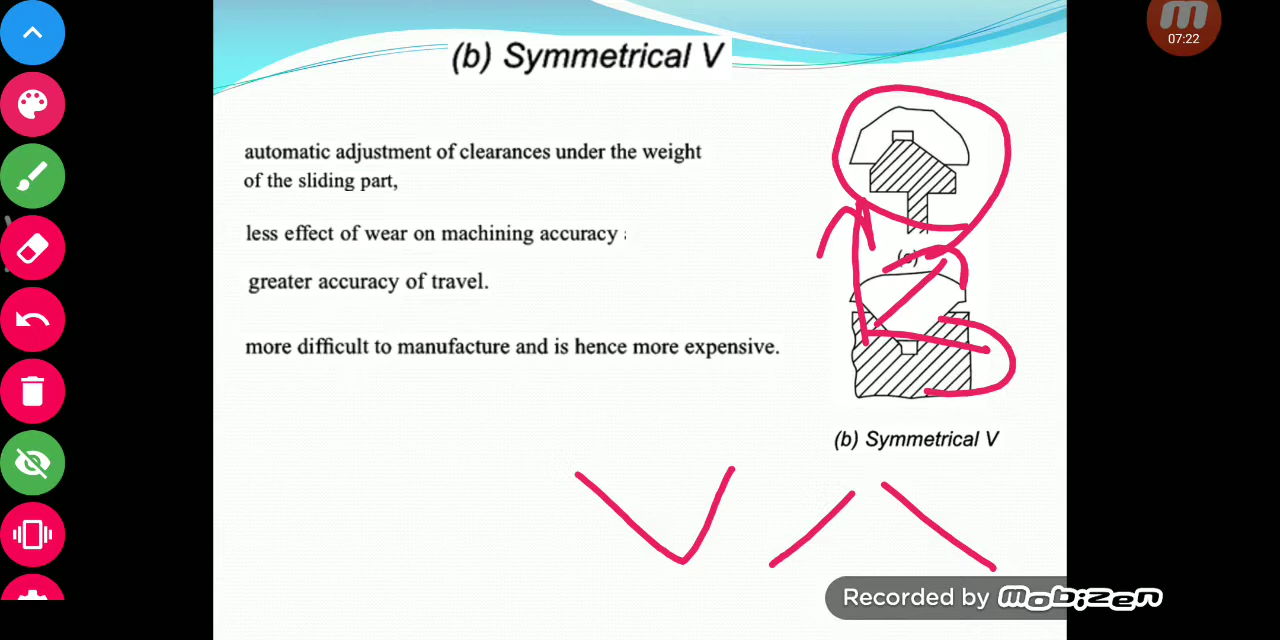 (b) Symmetrical V
07:22
automatic adjustment of clearances under the weight
of the sliding part,
less effect of wear on machining accuracy
greater accuracy of travel.
more difficult to manufacture and is hence more expensive.
(b) Symmetrical V
Recorded by mobizen